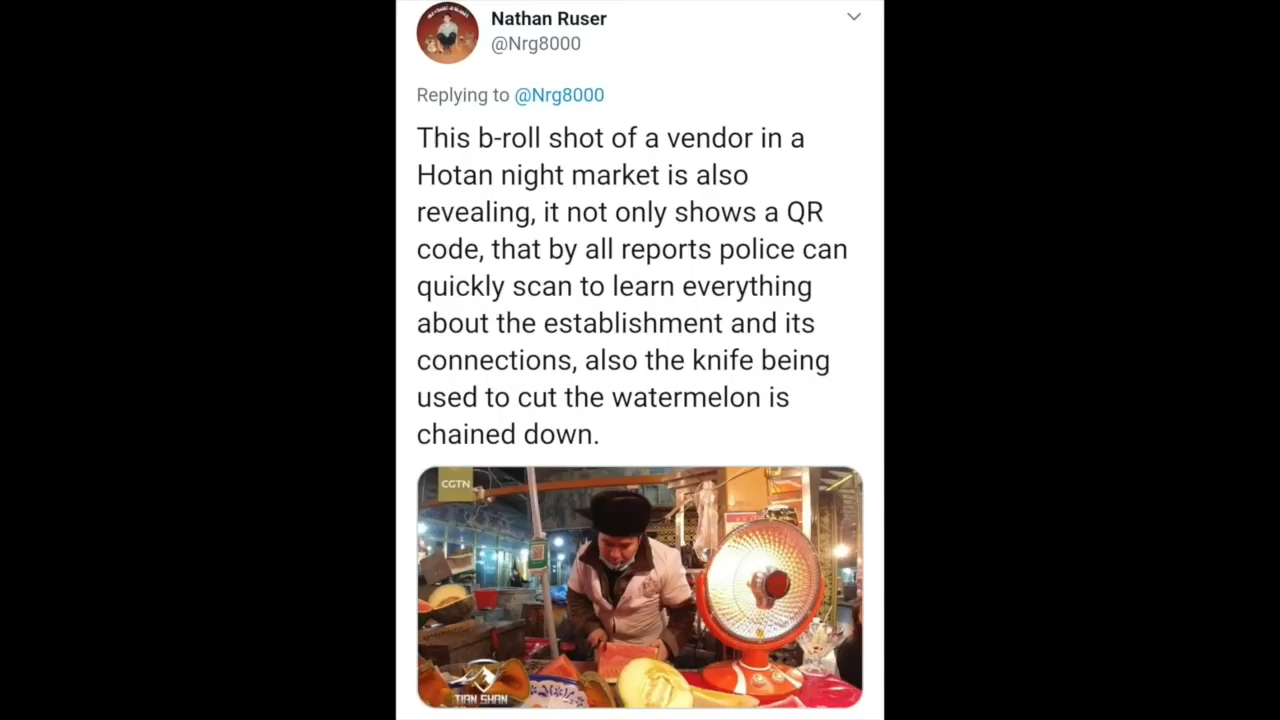 Nathan Ruser
@Nrg8000
Replying to @Nrg8000
This b-roll shot of a vendor in a
Hotan night market is also
revealing, it not only shows a QR
code, that by all reports police can
quickly scan to learn everything
about the establishment and its
connections, also the knife being
used to cut the watermelon is
chained down.
CGTN
TIAN SHAN